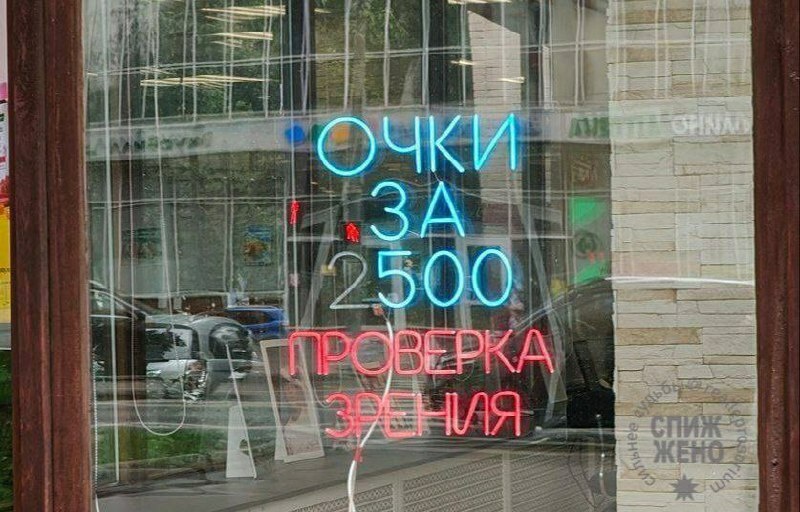 ОЧКИ
ЗА
2500
ПРОВЕРКА
ЗРЕНИЯ
СПИЖ
ЖЕНО